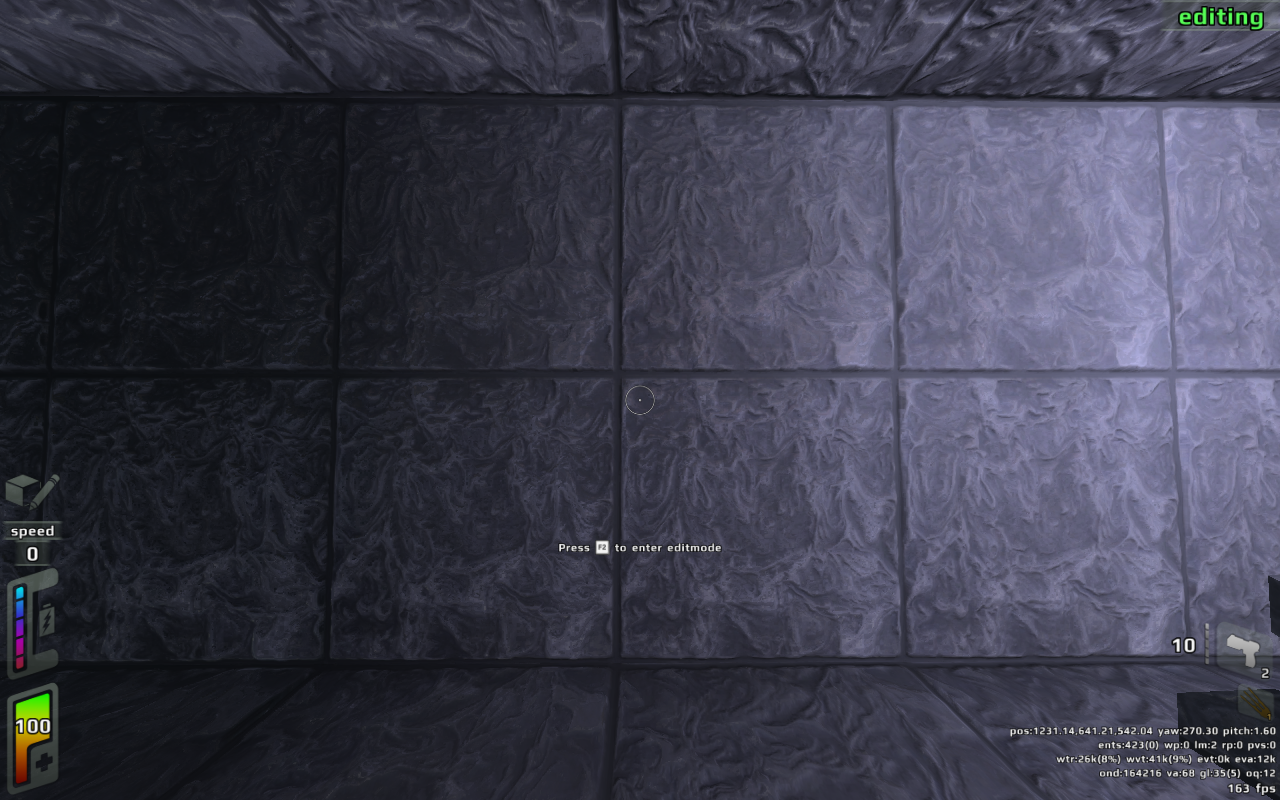 editing
speed
0
Press F2 to enter editmode
10
2
100
1
pos:1231.14,641.21,542.04 yaw:270.30 pitch:1.60
ents:423(0) wp:0 lm:2 rp:0 pvs:0
wtr:26k(8%) wvt:41k(9%) evt:0k eva:12k
ond:164216 va:68 gl:35(5) oq:12
163 fps